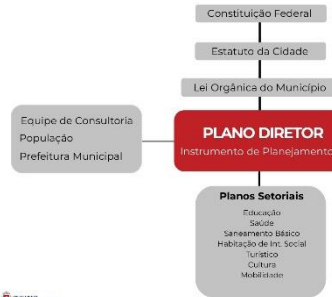 Constituição Federal
Estatuto da Cidade
Lei Orgânica do Município
Equipe de Consultoria
População
Prefeitura Municipal
PLANO DIRETOR
Instrumento de Planejamento
Planos Setoriais
Educação
Saúde
Saneamento Básico
Habitação de Int. Social
Turístico
Cultura
Mobilidade